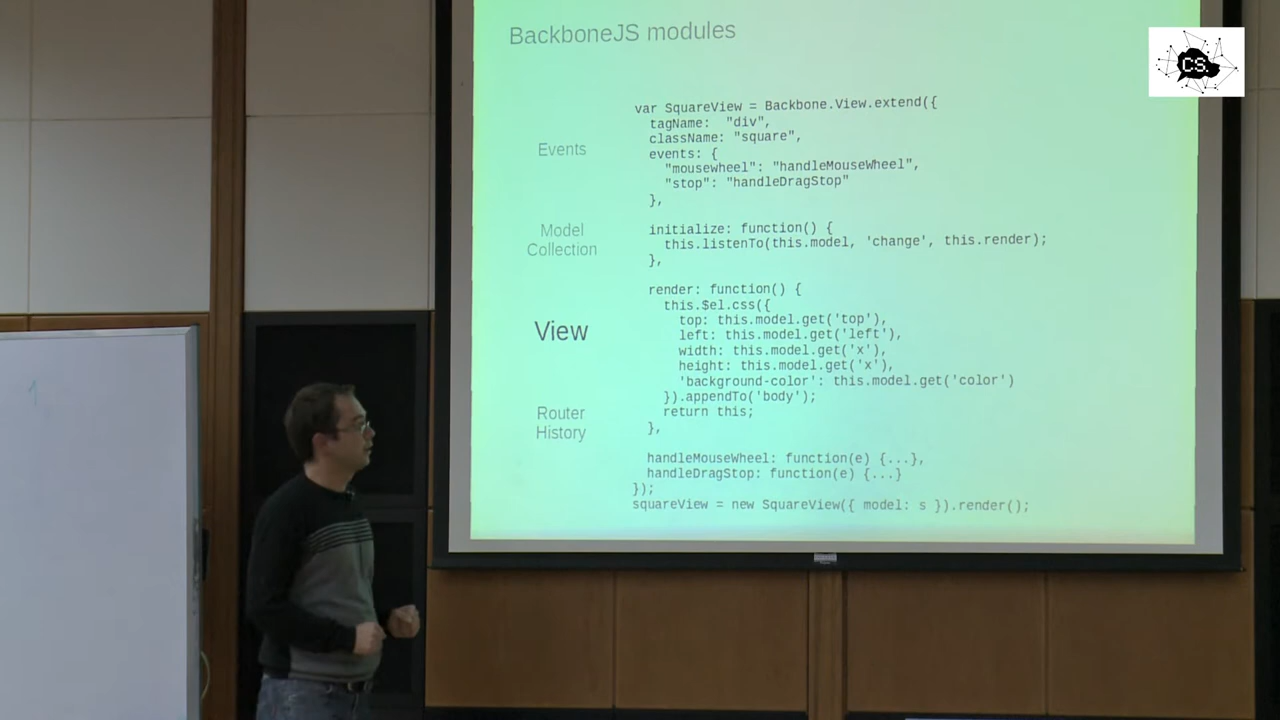 BackboneJS modules
CS.
var SquareView = Backbone.View.extend({
tagName: "div",
className: "square",
events: {
"mousewheel": "handleMouseWheel",
"stop": "handleDragStop"
},
initialize: function() {
this.listenTo(this.model, 'change', this.render);
},
render: function() {
this.$el.css({
top: this.model.get('top'),
left: this.model.get('left'),
width: this.model.get('x'),
height: this.model.get('x'),
'background-color': this.model.get('color')
}).appendTo('body');
return this;
},
handleMouseWheel: function(e) {...},
handleDragStop: function(e) {...}
});
squareView = new SquareView({ model: s }).render();
Events
Model
Collection
View
Router
History
1